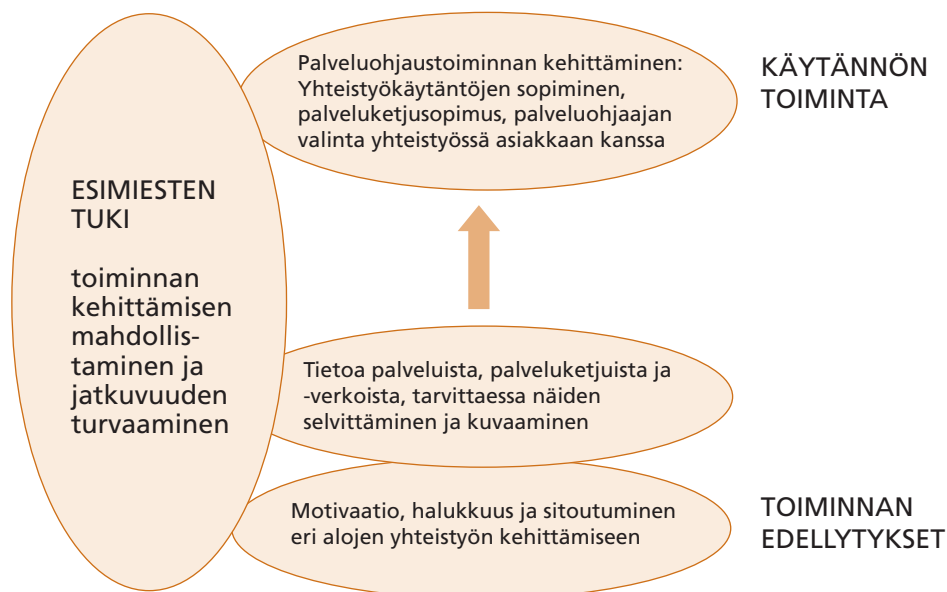 Palveluohjaustoiminnan kehittäminen:
Yhteistyökäytäntöjen sopiminen,
palveluketjusopimus, palveluohjaajan
valinta yhteistyössä asiakkaan kanssa
KÄYTÄNNÖN
TOIMINTA
ESIMIESTEN
TUKI
toiminnan
kehittämisen
mahdollis-
taminen ja
jatkuvuuden
turvaaminen
Tietoa palveluista, palveluketjuista ja
-verkoista, tarvittaessa näiden
selvittäminen ja kuvaaminen
Motivaatio, halukkuus ja sitoutuminen
eri alojen yhteistyön kehittämiseen
TOIMINNAN
EDELLYTYKSET